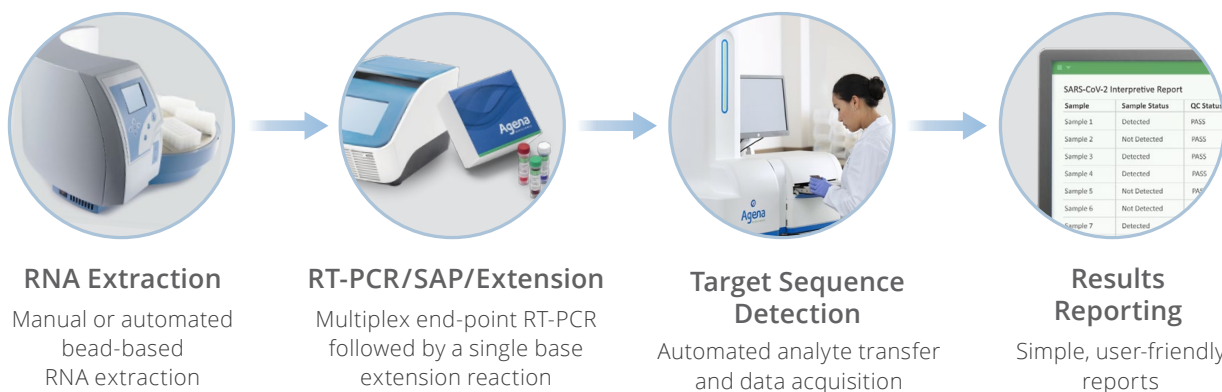 SARS-CoV-2 Interpretive Report
Sample Sample Status QC Status
Sample 1 Detected PASS
Sample 2 Not Detected PASS
Sample 3 Detected PASS
Sample 4 Detected PASS
Sample 5 Not Detected
Sample 6 Not Detected
Sample 7 Detected
Agena
Agena
RNA Extraction
Manual or automated
bead-based
RNA extraction
RT-PCR/SAP/Extension
Multiplex end-point RT-PCR
followed by a single base
extension reaction
Target Sequence
Detection
Automated analyte transfer
and data acquisition
Results
Reporting
Simple, user-friendly
reports